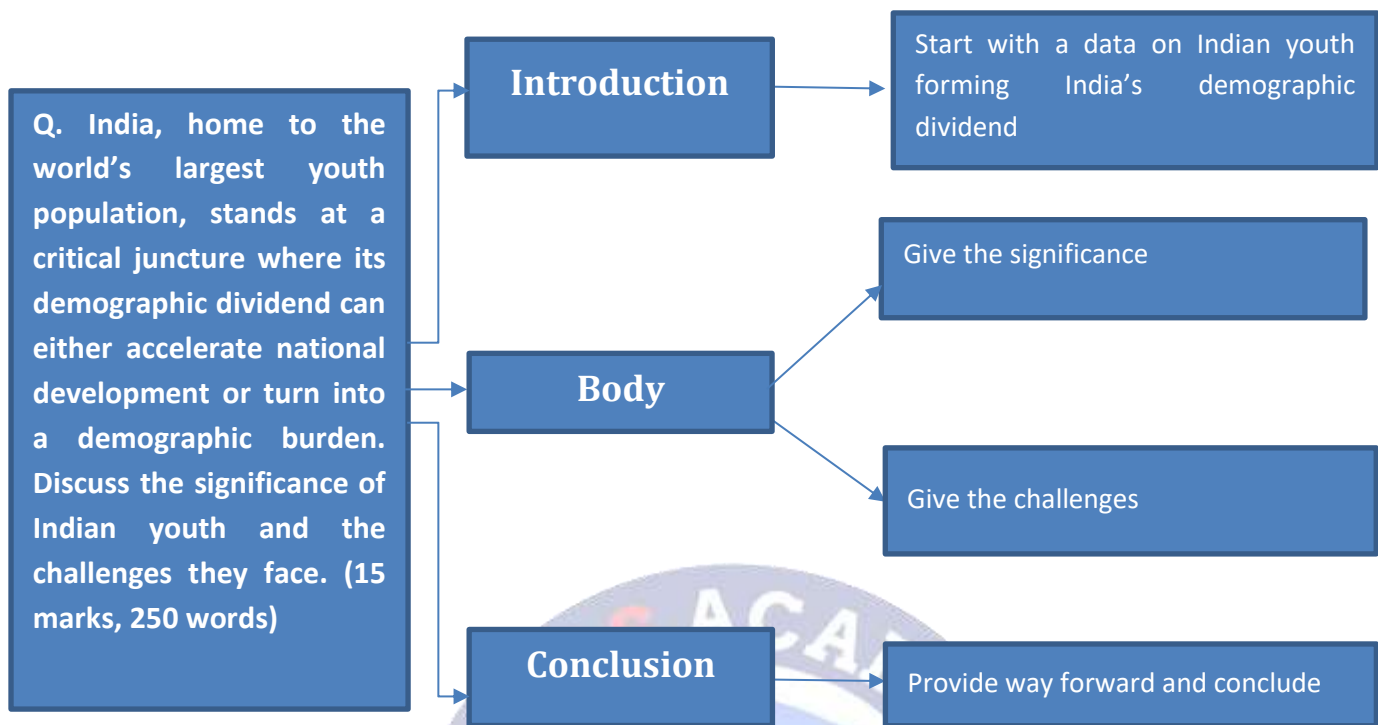 Q. India, home to the
world's largest youth
population, stands at a
critical juncture where its
demographic dividend can
either accelerate national
development or turn into
a demographic burden.
Discuss the significance of
Indian youth and the
challenges they face. (15
marks, 250 words)
Introduction
Start with a data on Indian youth
forming India's demographic
dividend
Body
Give the significance
Give the challenges
Conclusion
Provide way forward and conclude